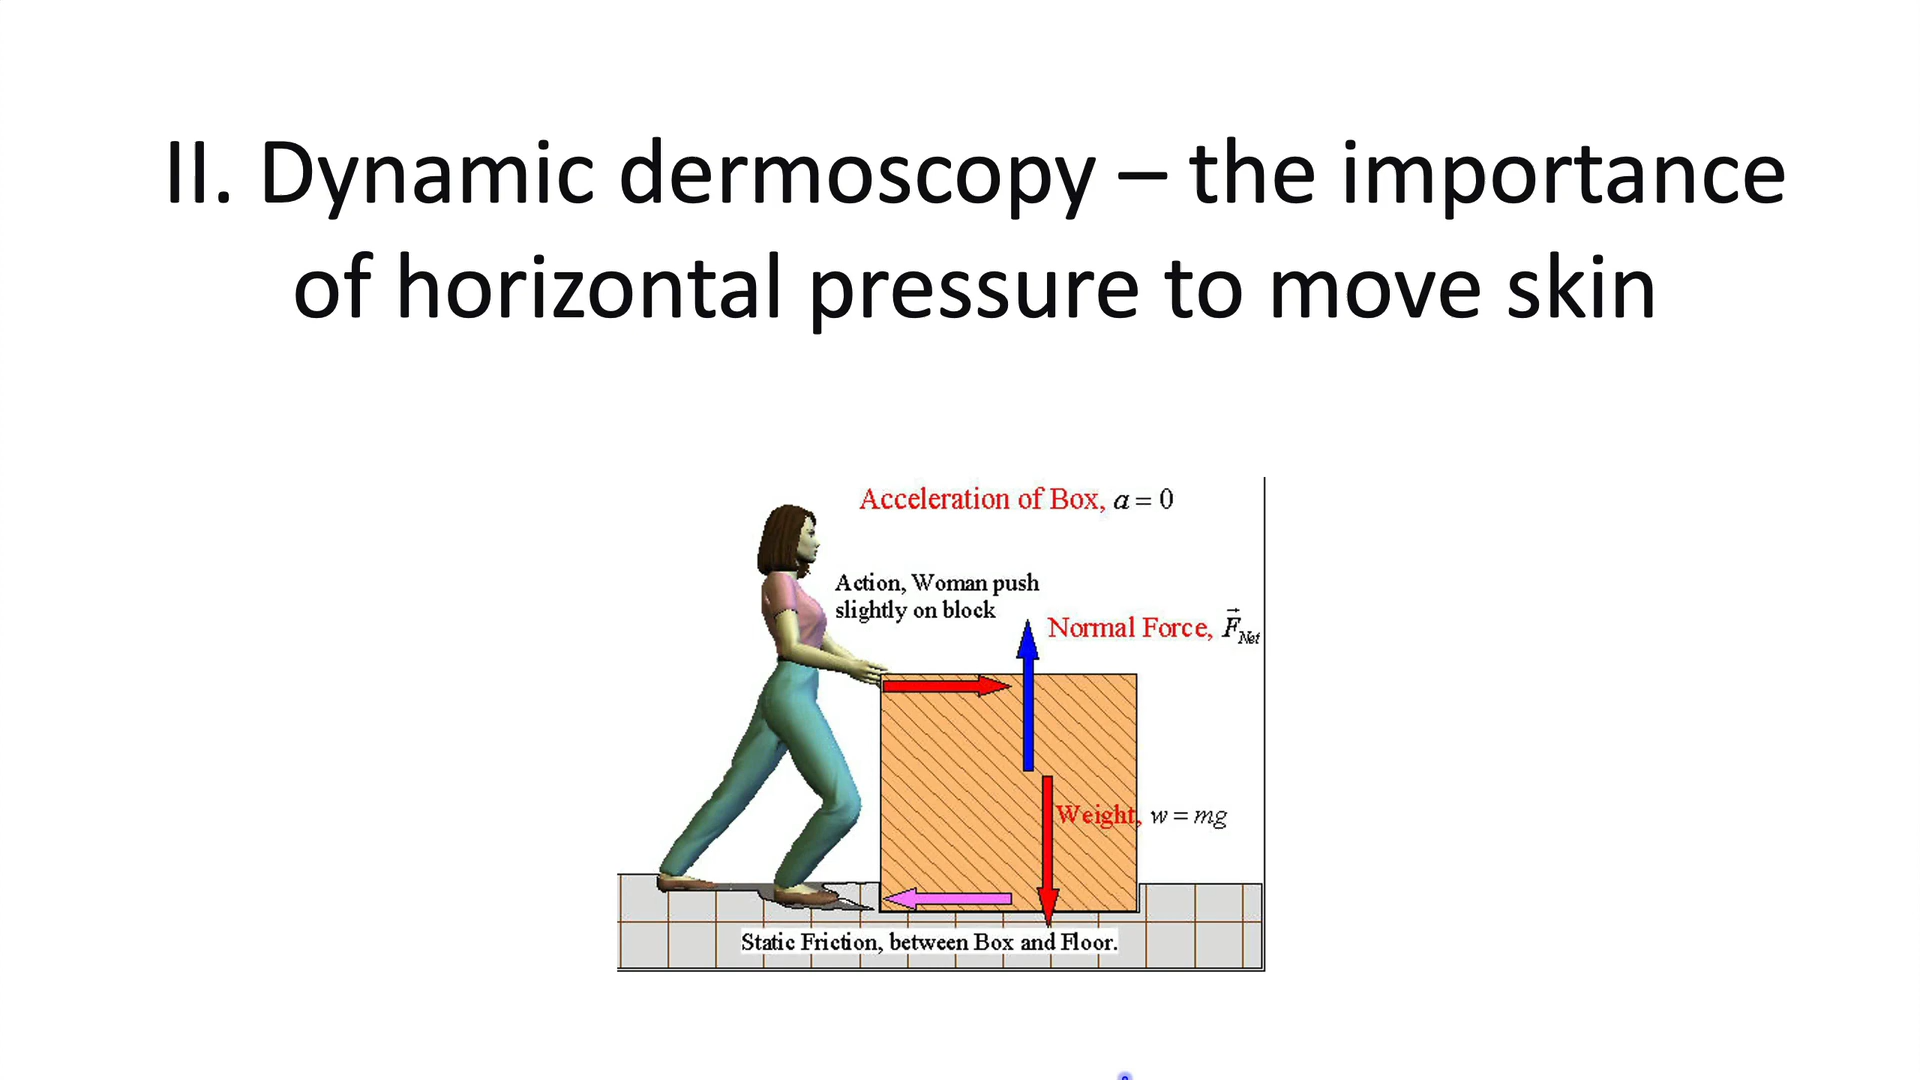 II. Dynamic dermoscopy – the importance
of horizontal pressure to move skin
Acceleration of Box, a = 0
Action, Woman push
slightly on block
Normal Force, F⃗Net
Weight, w = mg
Static Friction, between Box and Floor.